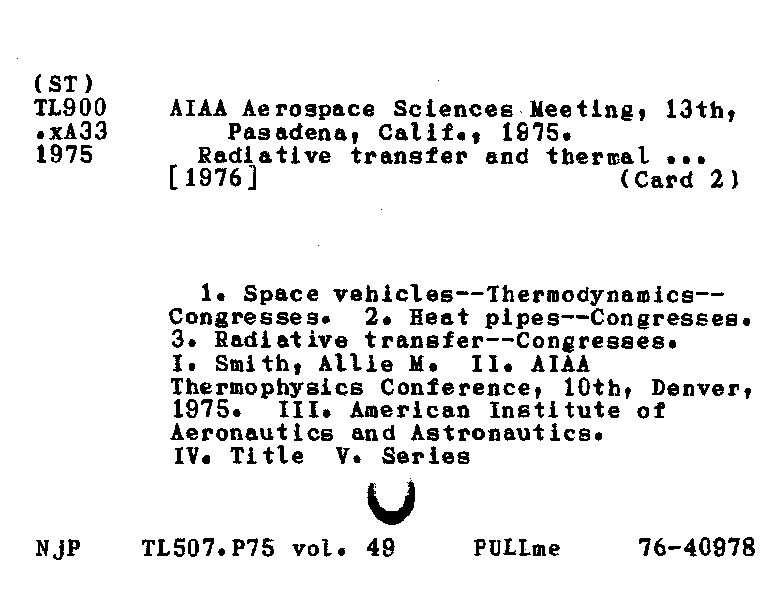 (ST)
TL900 AIAA Aerospace Sciences Meeting, 13th,
.xA33 Pasadena, Calif., 1975.
1975 Radiative transfer and thermal ...
[1976] (Card 2)
1. Space vehicles--Thermodynamics--
Congresses. 2. Heat pipes--Congresses.
3. Radiative transfer--Congresses.
I. Smith, Allie M. II. AIAA
Thermophysics Conference, 10th, Denver,
1975. III. American Institute of
Aeronautics and Astronautics.
IV. Title V. Series
NjP TL507.P75 vol. 49 PULLme 76-40978